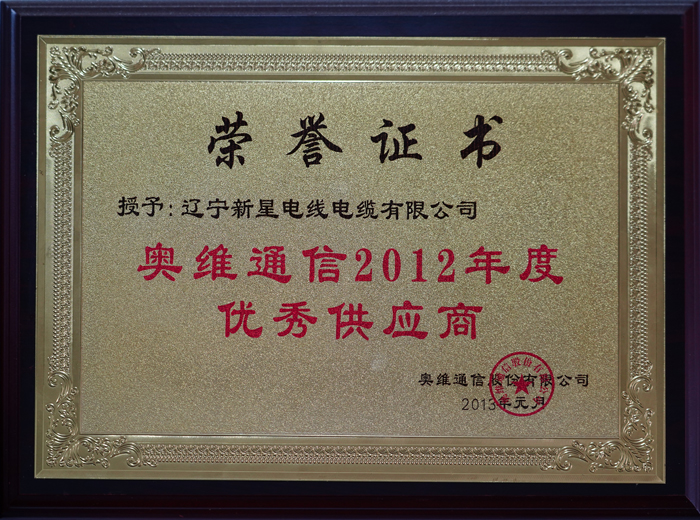 荣誉证书
授予：辽宁新星电线电缆有限公司
奥维通信2012年度
优秀供应商
奥维通信股份有限公司
2013年元月